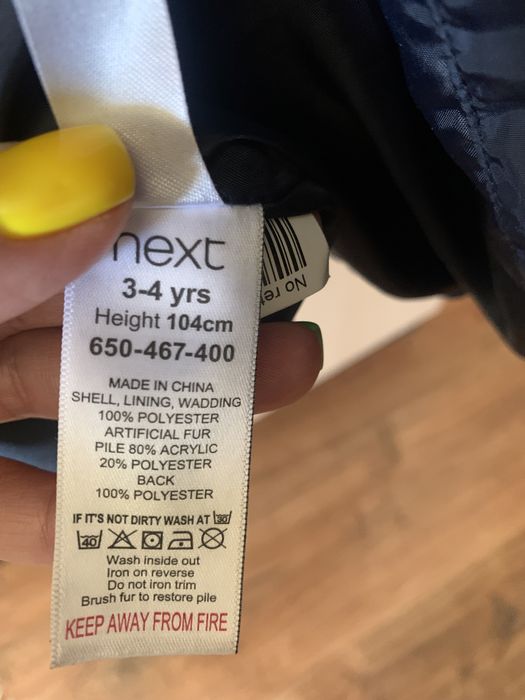 next
3-4 yrs
Height 104cm
650-467-400
MADE IN CHINA
SHELL, LINING, WADDING
100% POLYESTER
ARTIFICIAL FUR
PILE 80% ACRYLIC
20% POLYESTER
BACK
100% POLYESTER
IF IT'S NOT DIRTY WASH AT 30°
40°
Wash inside out
Iron on reverse
Do not iron trim
Brush fur to restore pile
KEEP AWAY FROM FIRE
No